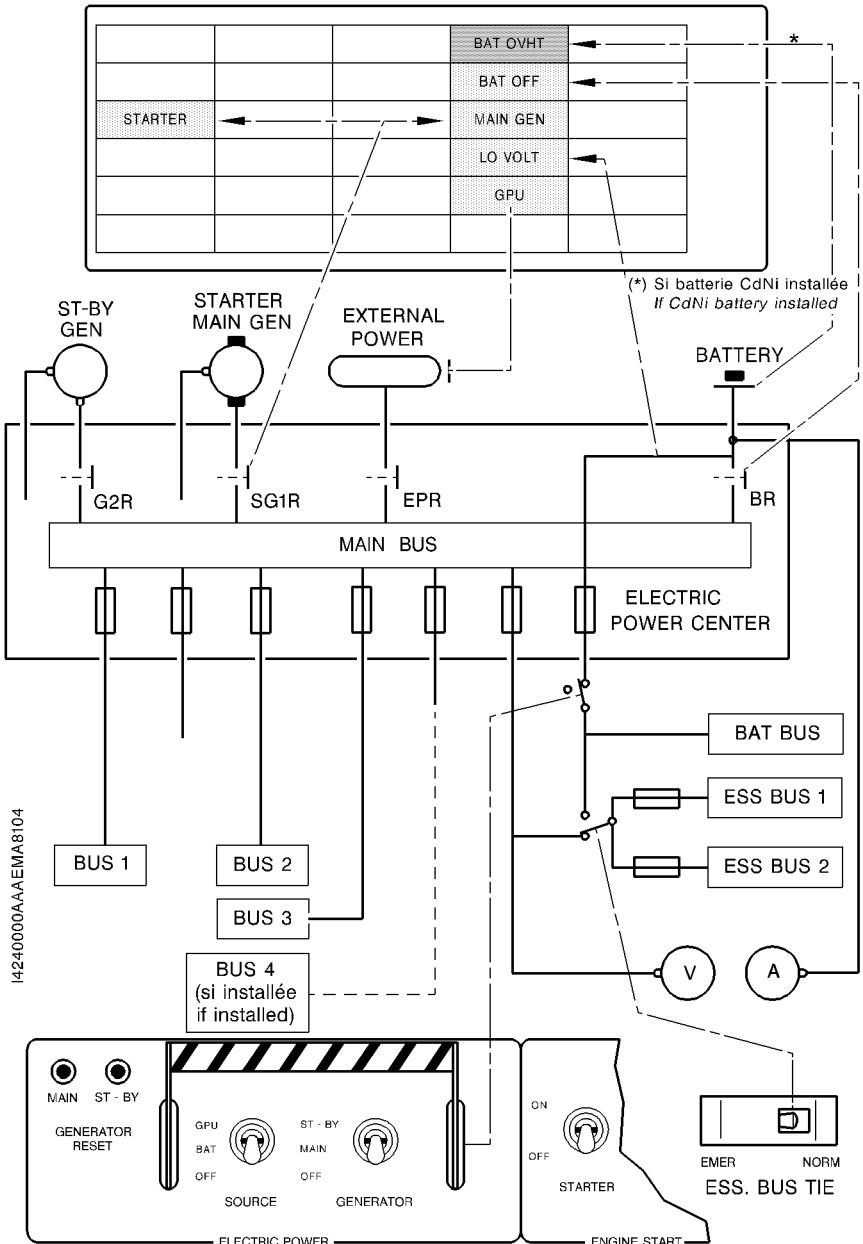 BAT OVHT
*
BAT OFF
STARTER
MAIN GEN
LO VOLT
GPU
(*) Si batterie CdNi installée
If CdNi battery installed
ST-BY
GEN
STARTER
MAIN GEN
EXTERNAL
POWER
BATTERY
G2R
SG1R
EPR
BR
MAIN BUS
ELECTRIC
POWER CENTER
BAT BUS
ESS BUS 1
ESS BUS 2
BUS 1
BUS 2
BUS 3
BUS 4
(si installée
if installed)
V
A
I4240000AAAEMA8104
MAIN
ST - BY
GENERATOR
RESET
GPU
BAT
OFF
SOURCE
ST - BY
MAIN
OFF
GENERATOR
ELECTRIC POWER
ON
OFF
STARTER
ENGINE START
EMER
NORM
ESS. BUS TIE